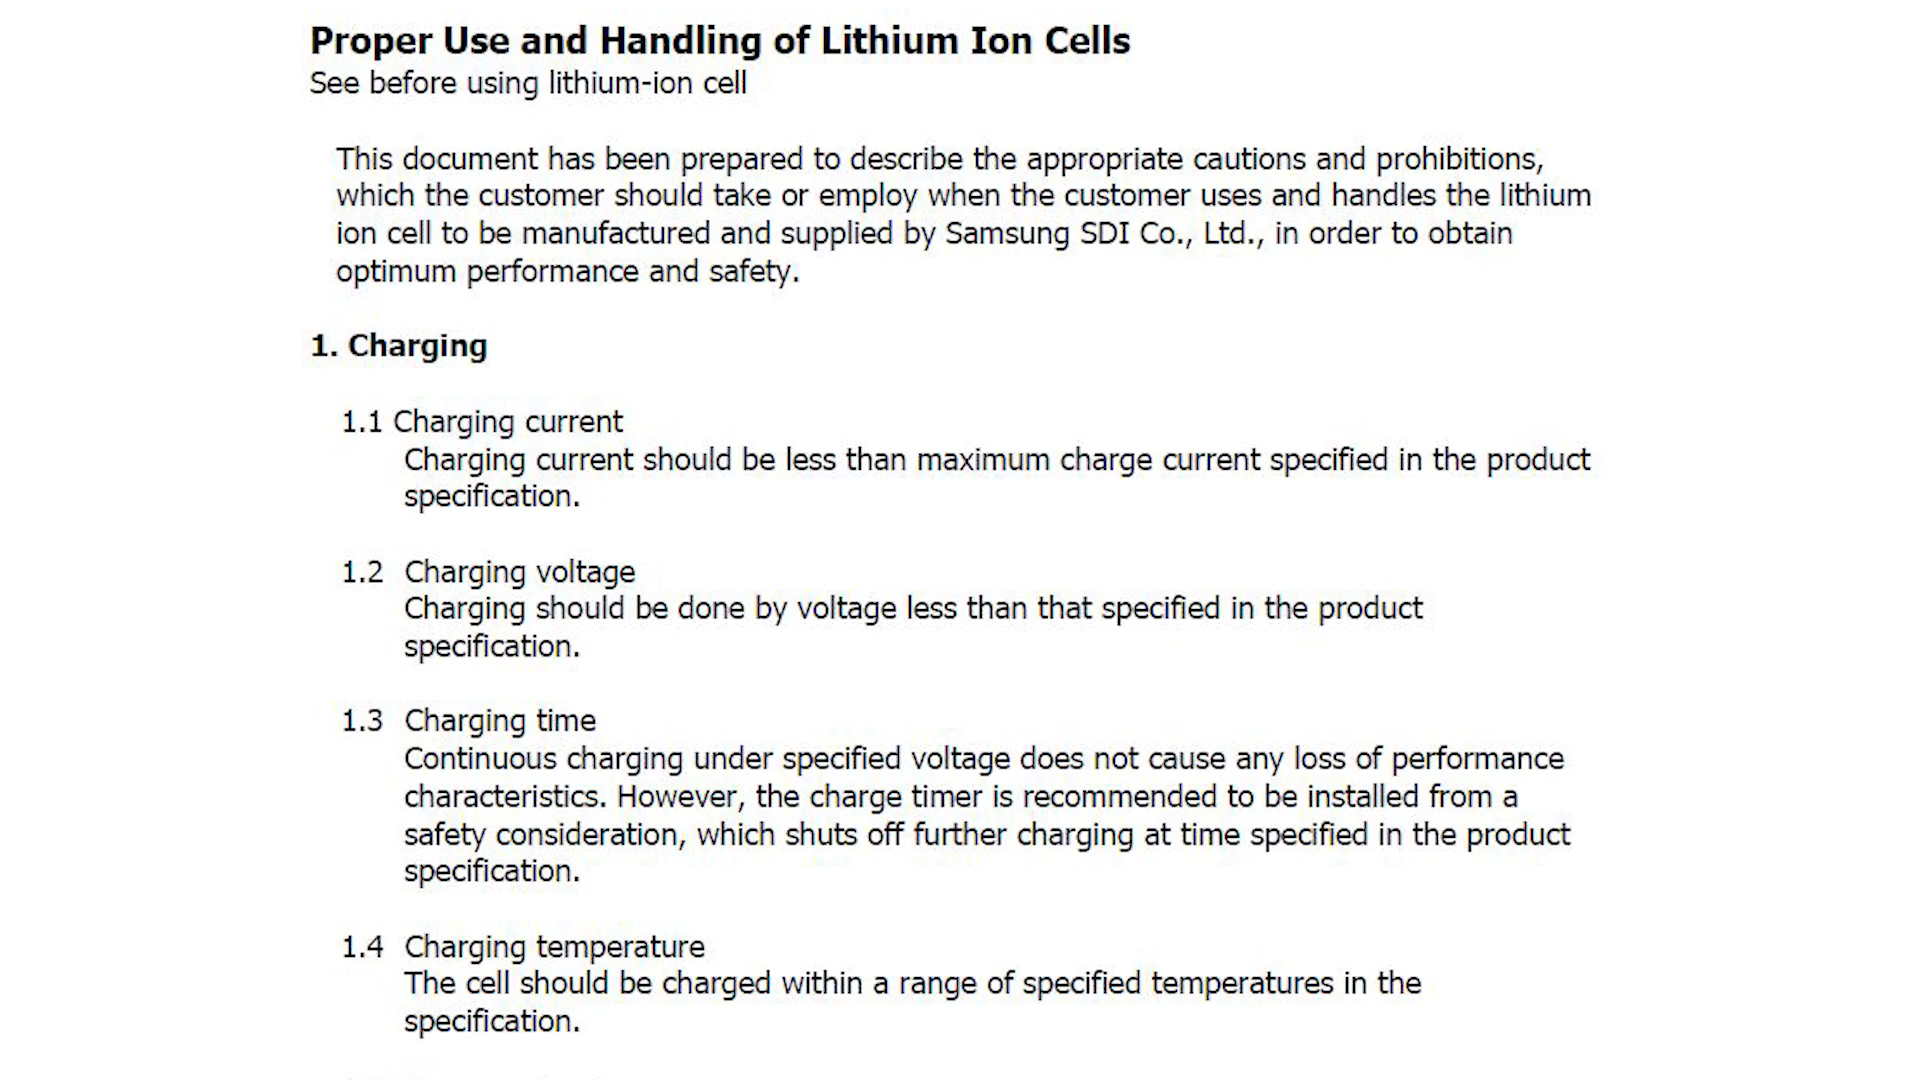 Proper Use and Handling of Lithium Ion Cells
See before using lithium-ion cell
This document has been prepared to describe the appropriate cautions and prohibitions,
which the customer should take or employ when the customer uses and handles the lithium
ion cell to be manufactured and supplied by Samsung SDI Co., Ltd., in order to obtain
optimum performance and safety.
1. Charging
1.1 Charging current
Charging current should be less than maximum charge current specified in the product
specification.
1.2 Charging voltage
Charging should be done by voltage less than that specified in the product
specification.
1.3 Charging time
Continuous charging under specified voltage does not cause any loss of performance
characteristics. However, the charge timer is recommended to be installed from a
safety consideration, which shuts off further charging at time specified in the product
specification.
1.4 Charging temperature
The cell should be charged within a range of specified temperatures in the
specification.